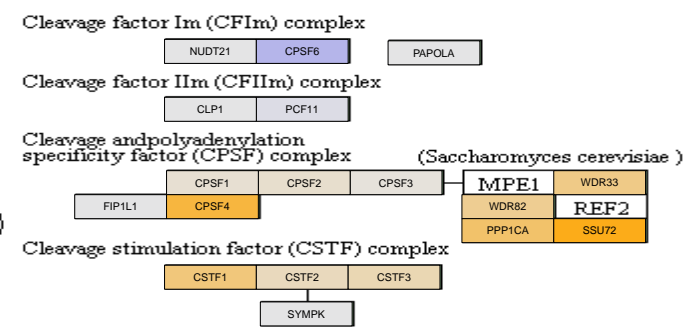 Cleavage factor Im (CFIm) complex
NUDT21 CPSF6 PAPOLA
Cleavage factor IIm (CFIIm) complex
CLP1 PCF11
Cleavage andpolyadenylation
specificity factor (CPSF) complex (Saccharomyces cerevisiae )
CPSF1 CPSF2 CPSF3 MPE1 WDR33
FIP1L1 CPSF4 WDR82 REF2
PPP1CA SSU72
Cleavage stimulation factor (CSTF) complex
CSTF1 CSTF2 CSTF3
SYMPK